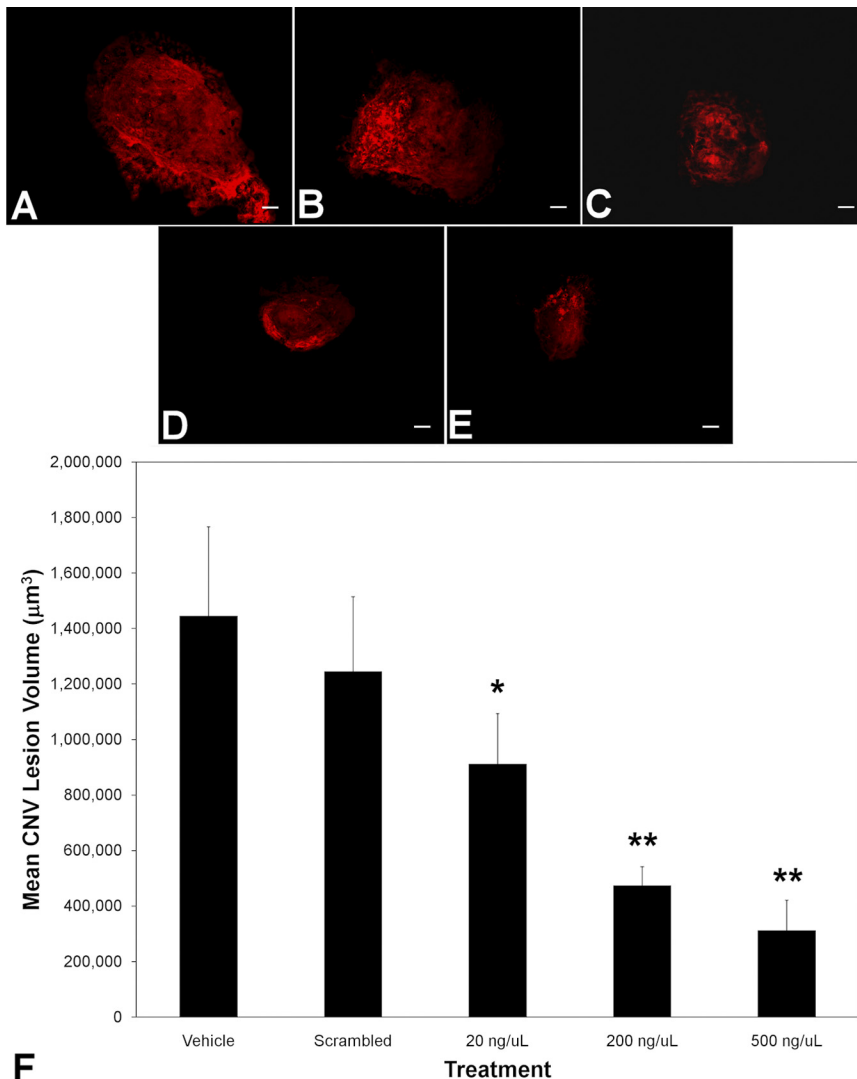 A
B
C
D
E
2,000,000
1,800,000
1,600,000
1,400,000
1,200,000
1,000,000
800,000
600,000
400,000
200,000
0
Mean CNV Lesion Volume (μm³)
*
**
**
Vehicle Scrambled 20 ng/uL 200 ng/uL 500 ng/uL
Treatment
F